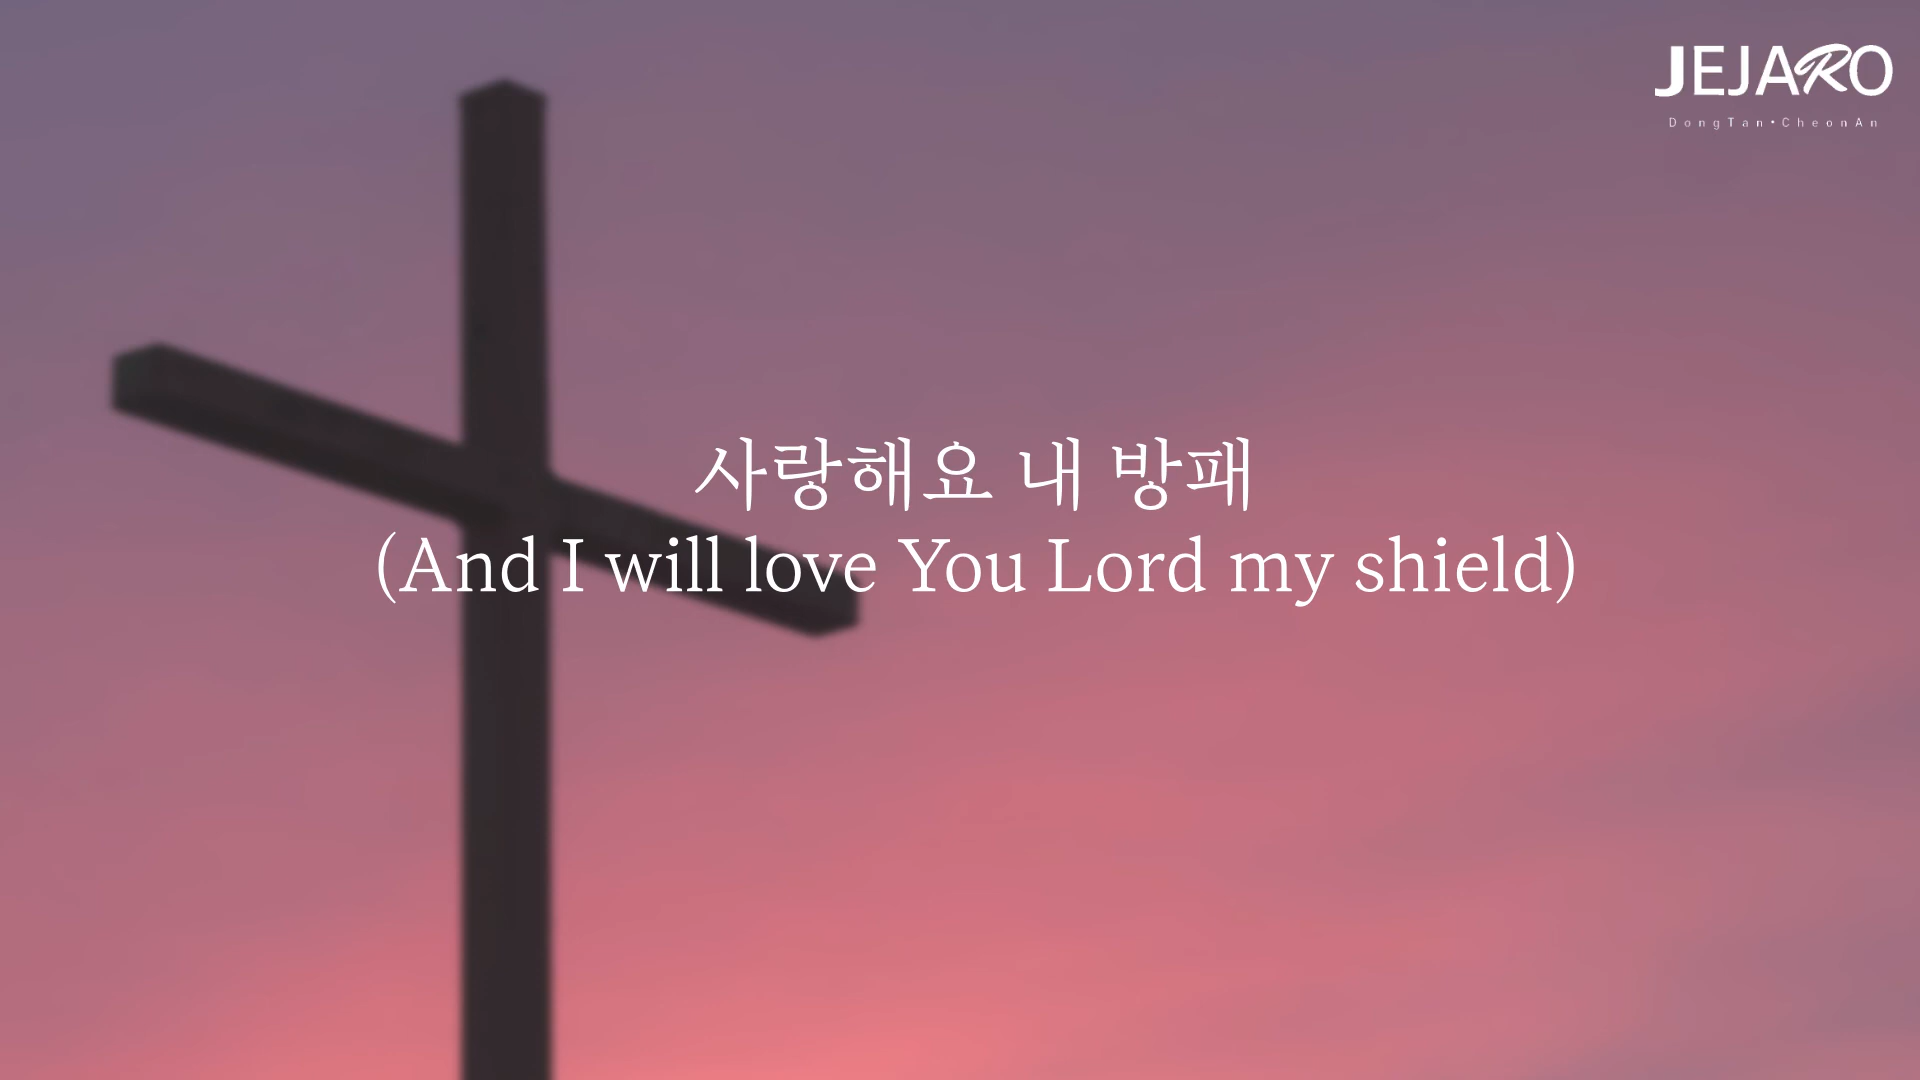 JEJARO
DongTan•CheonAn
사랑해요 내 방패
(And I will love You Lord my shield)